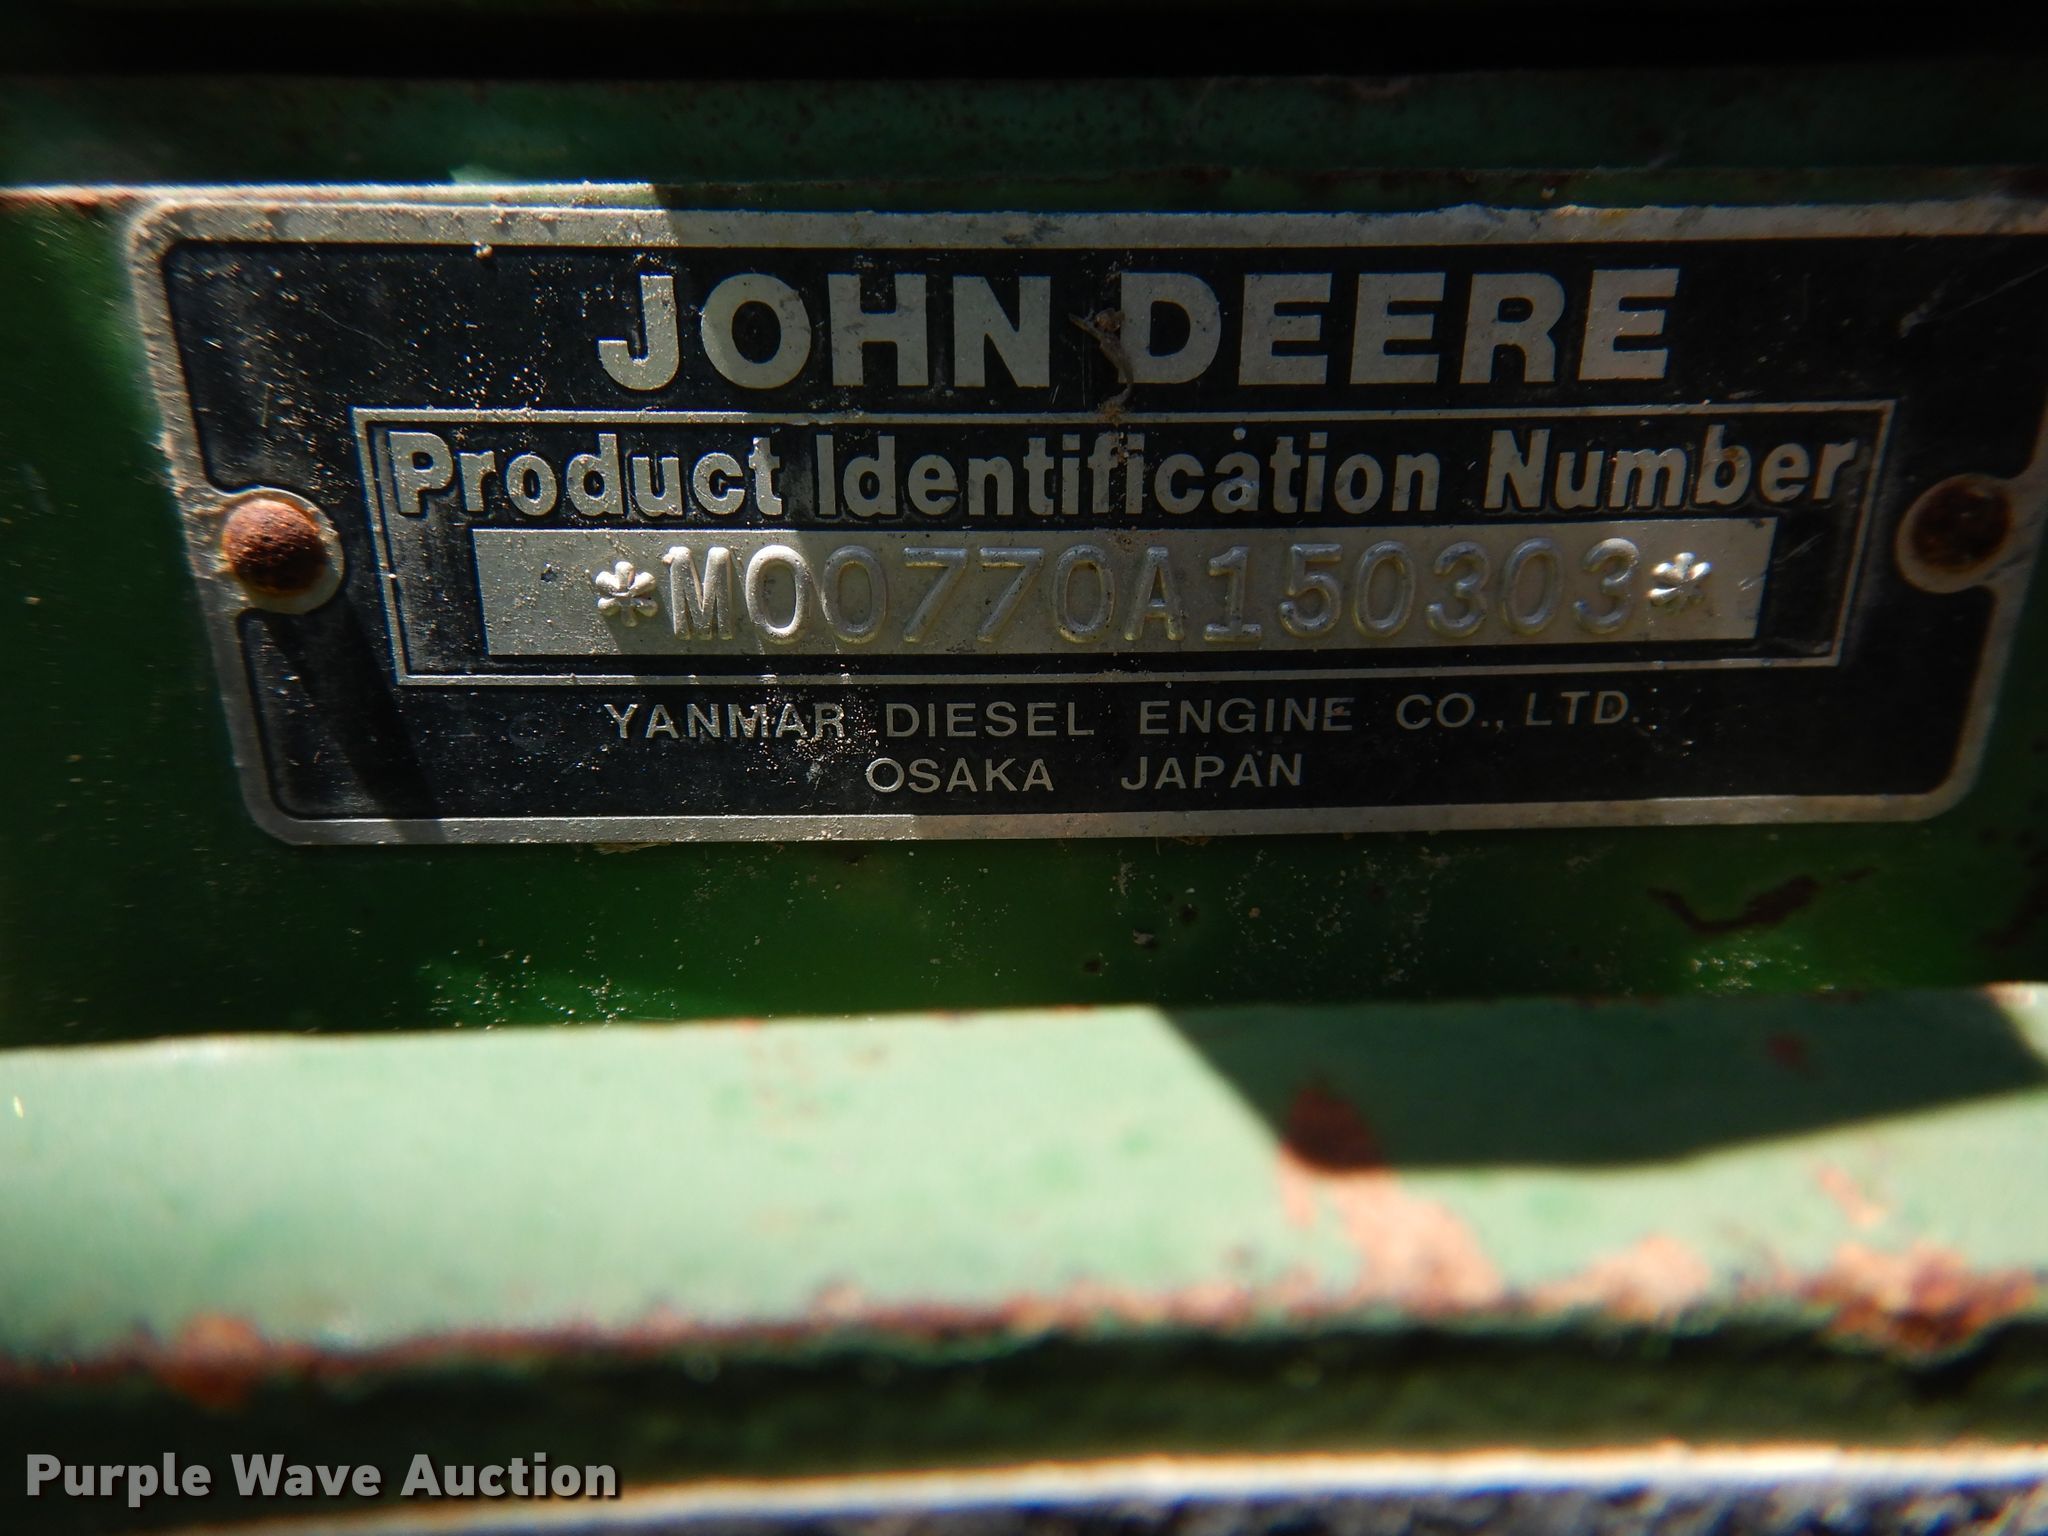 JOHN DEERE
Product Identification Number
*M00770A150303*
YANMAR DIESEL ENGINE CO., LTD.
OSAKA JAPAN
Purple Wave Auction